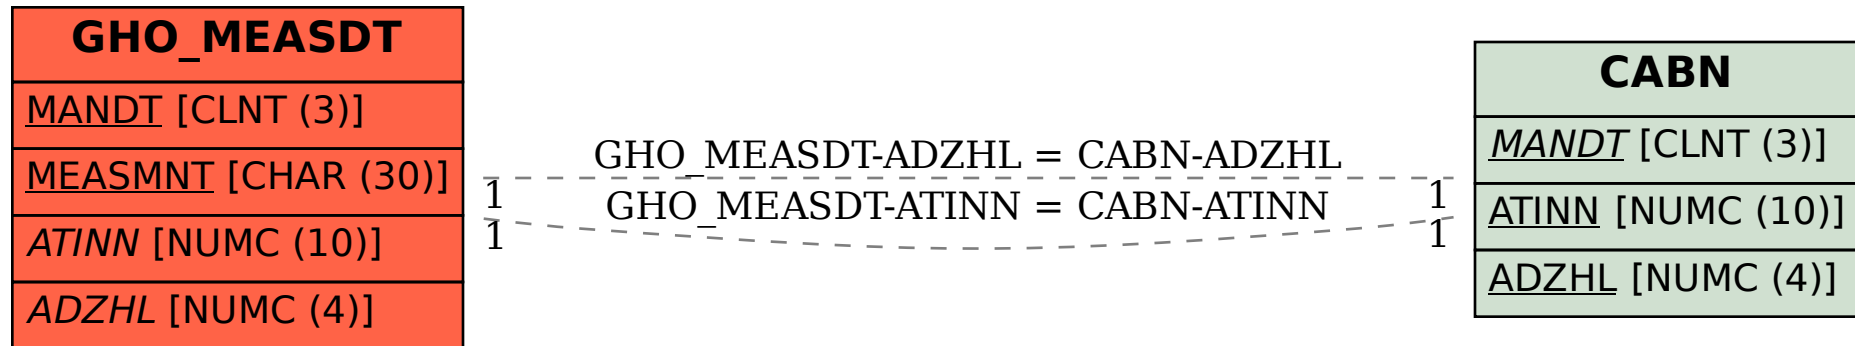 GHO_MEASDT
MANDT [CLNT (3)]
MEASMNT [CHAR (30)]
ATINN [NUMC (10)]
ADZHL [NUMC (4)]
GHO_MEASDT-ADZHL = CABN-ADZHL
1
1
GHO_MEASDT-ATINN = CABN-ATINN
1
1
CABN
MANDT [CLNT (3)]
ATINN [NUMC (10)]
ADZHL [NUMC (4)]